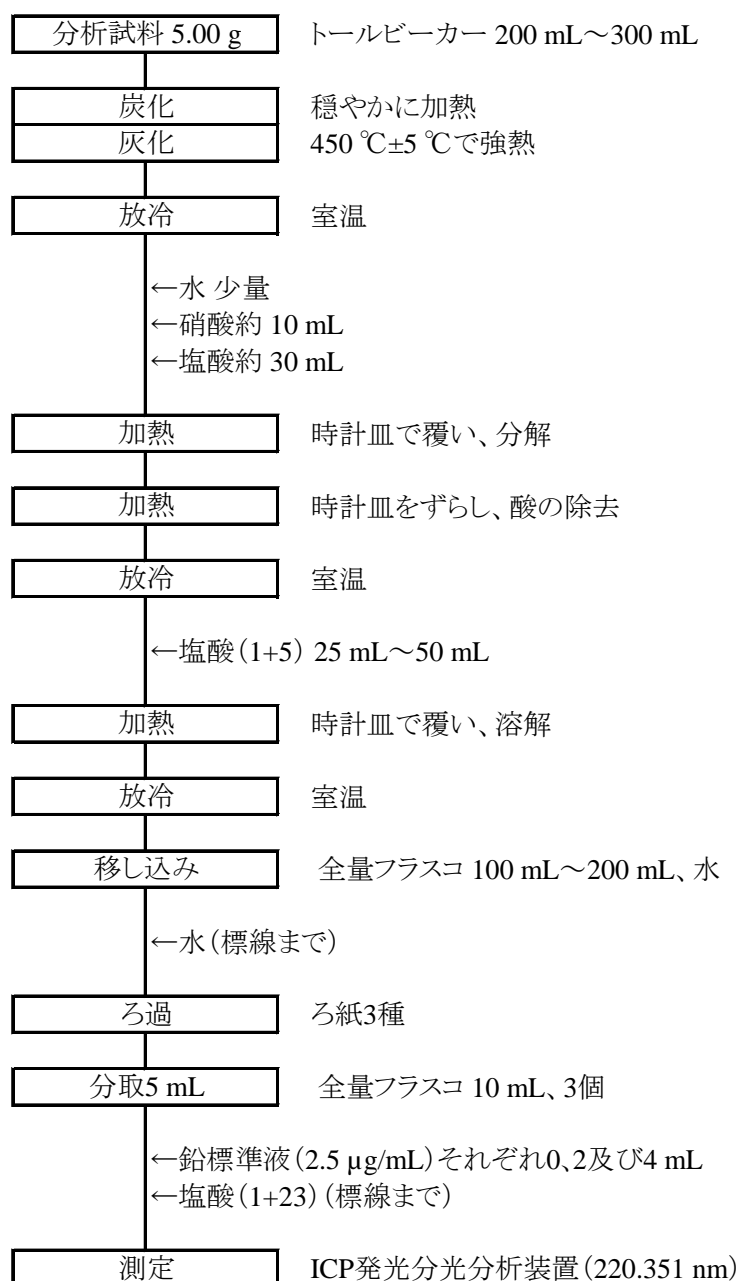 分析試料 5.00 g トールビーカー 200 mL～300 mL
炭化 穏やかに加熱
灰化 450 ℃±5 ℃で強熱
放冷 室温
←水 少量
←硝酸約 10 mL
←塩酸約 30 mL
加熱 時計皿で覆い、分解
加熱 時計皿をずらし、酸の除去
放冷 室温
←塩酸（1+5） 25 mL～50 mL
加熱 時計皿で覆い、溶解
放冷 室温
移し込み 全量フラスコ 100 mL～200 mL、水
←水（標線まで）
ろ過 ろ紙3種
分取5 mL 全量フラスコ 10 mL、3個
←鉛標準液（2.5 µg/mL）それぞれ0、2及び4 mL
←塩酸（1+23）（標線まで）
測定 ICP発光分光分析装置（220.351 nm）